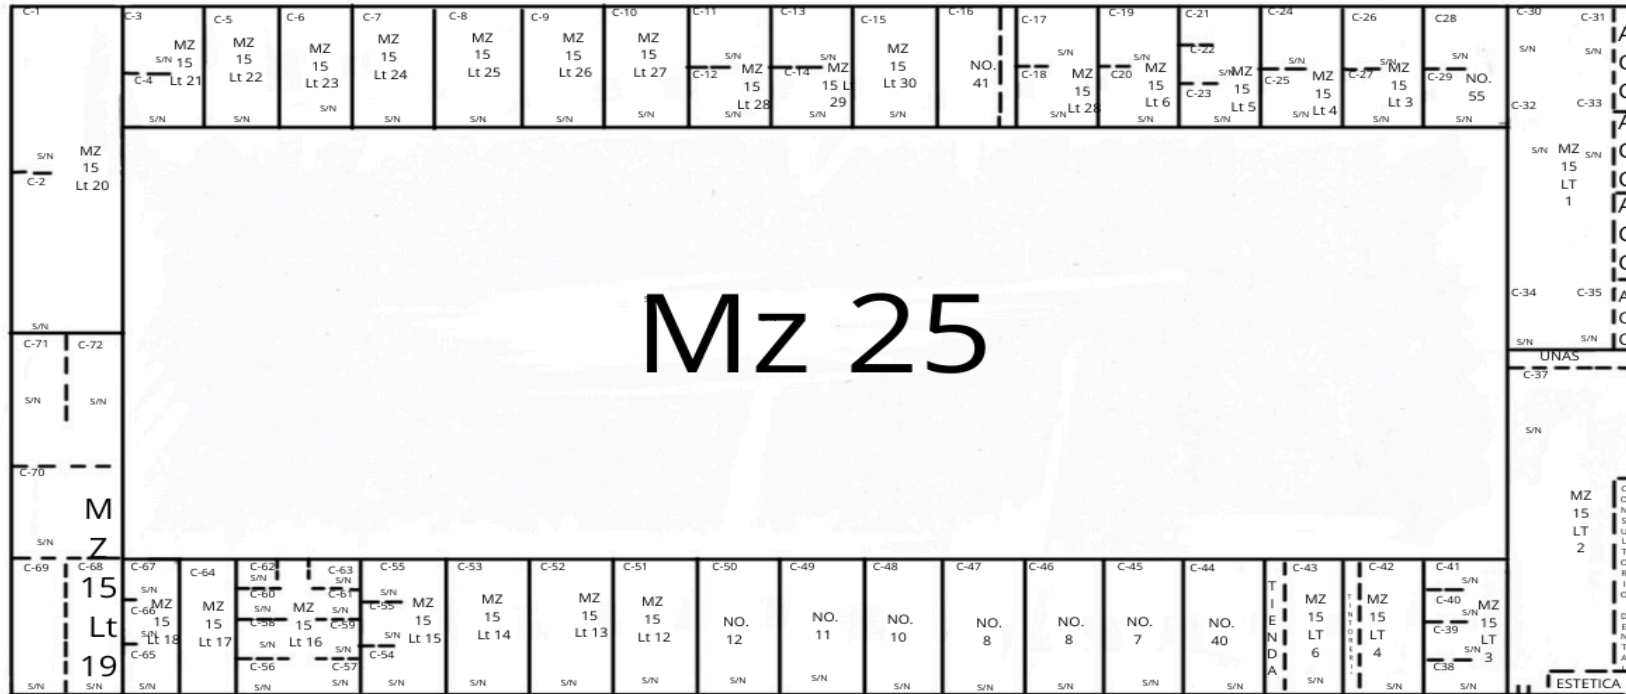 C-1
S/N
C-2
MZ
15
Lt 20
S/N
C-3
S/N
C-4
MZ
15
Lt 21
S/N
C-5
MZ
15
Lt 22
S/N
C-6
MZ
15
Lt 23
S/N
C-7
MZ
15
Lt 24
S/N
C-8
MZ
15
Lt 25
S/N
C-9
MZ
15
Lt 26
S/N
C-10
MZ
15
Lt 27
S/N
C-11
S/N
C-12
MZ
15
Lt 28
S/N
C-13
S/N
C-14
MZ
15 L
29
S/N
C-15
MZ
15
Lt 30
S/N
C-16
NO.
41
C-17
S/N
C-18
MZ
15
Lt 28
S/N
C-19
S/N
C20
MZ
15
Lt 6
S/N
C-21
C-22
S/N
C-23
MZ
15
Lt 5
S/N
C-24
S/N
C-25
MZ
15
Lt 4
S/N
C-26
S/N
C-27
MZ
15
Lt 3
S/N
C28
S/N
C-29
NO.
55
S/N
C-30
C-31
S/N
S/N
C-32
C-33
S/N
S/N
MZ
15
LT
1
C-34
C-35
S/N
S/N
A
C
C
A
C
C
A
C
C
A
C
C
Mz 25
UNAS
C-37
S/N
MZ
15
LT
2
CONSULTORIO DENTAL
ESTETICA
C-71
C-72
S/N
S/N
C-70
S/N
M
Z
15
Lt
19
C-69
C-68
S/N
S/N
C-67
S/N
C-66
S/N
C-65
MZ
15
Lt 18
S/N
C-64
MZ
15
Lt 17
C-62
C-63
S/N
S/N
C-60
C-61
S/N
S/N
C-58
C-59
MZ
15
Lt 16
S/N
S/N
C-56
C-57
S/N
S/N
C-55
S/N
C-55
S/N
C-54
MZ
15
Lt 15
C-53
MZ
15
Lt 14
C-52
MZ
15
Lt 13
C-51
MZ
15
Lt 12
C-50
NO.
12
S/N
C-49
NO.
11
S/N
C-48
NO.
10
S/N
C-47
NO.
8
S/N
C-46
NO.
8
S/N
C-45
NO.
7
S/N
C-44
NO.
40
S/N
TIENDA
C-43
MZ
15
LT
6
S/N
C-42
MZ
15
LT
4
S/N
C-41
S/N
C-40
S/N
C-39
S/N
C38
MZ
15
LT
3
S/N